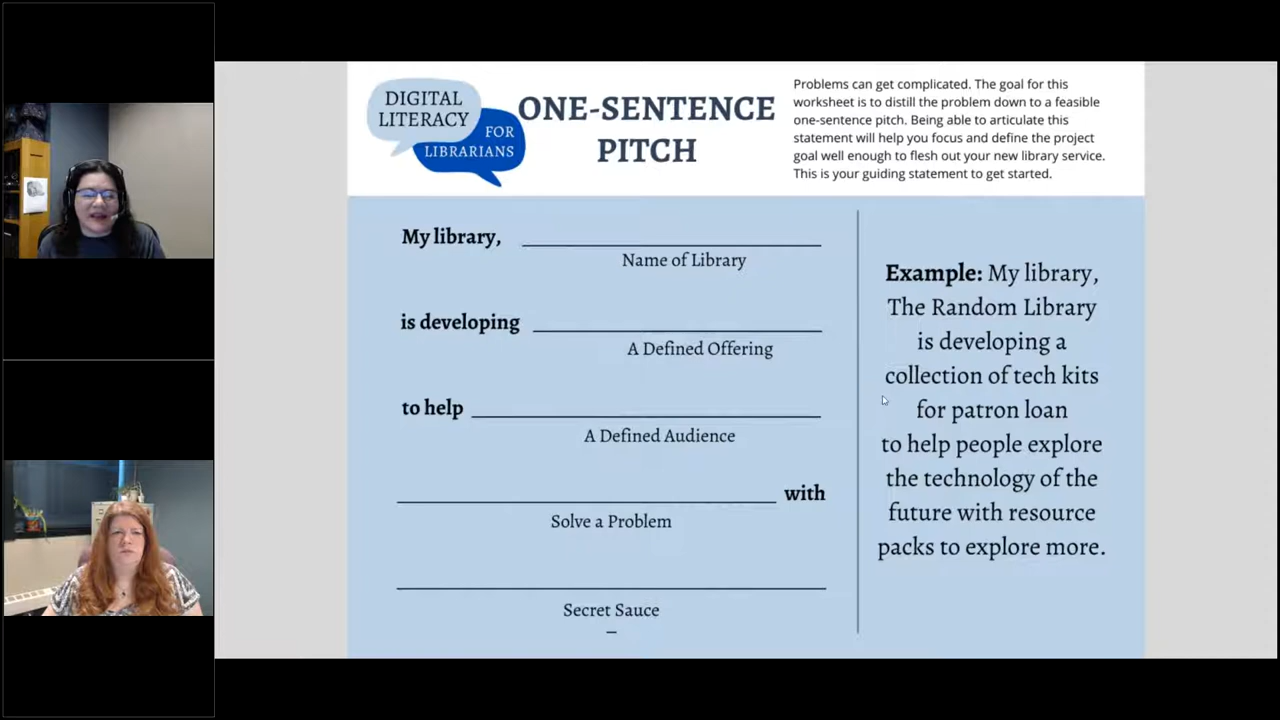 DIGITAL
LITERACY
FOR
LIBRARIANS
ONE-SENTENCE
PITCH
Problems can get complicated. The goal for this
worksheet is to distill the problem down to a feasible
one-sentence pitch. Being able to articulate this
statement will help you focus and define the project
goal well enough to flesh out your new library service.
This is your guiding statement to get started.
My library,
Name of Library
is developing
A Defined Offering
to help
A Defined Audience
with
Solve a Problem
Secret Sauce
Example: My library,
The Random Library
is developing a
collection of tech kits
for patron loan
to help people explore
the technology of the
future with resource
packs to explore more.